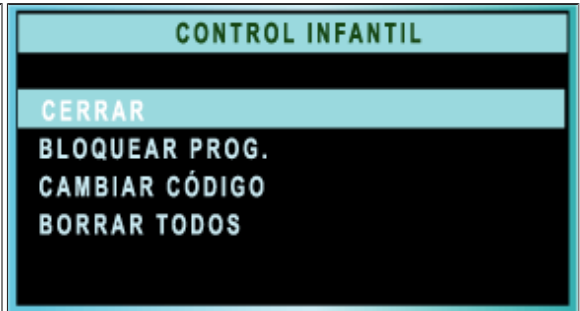 CONTROL INFANTIL
CERRAR
BLOQUEAR PROG.
CAMBIAR CÓDIGO
BORRAR TODOS